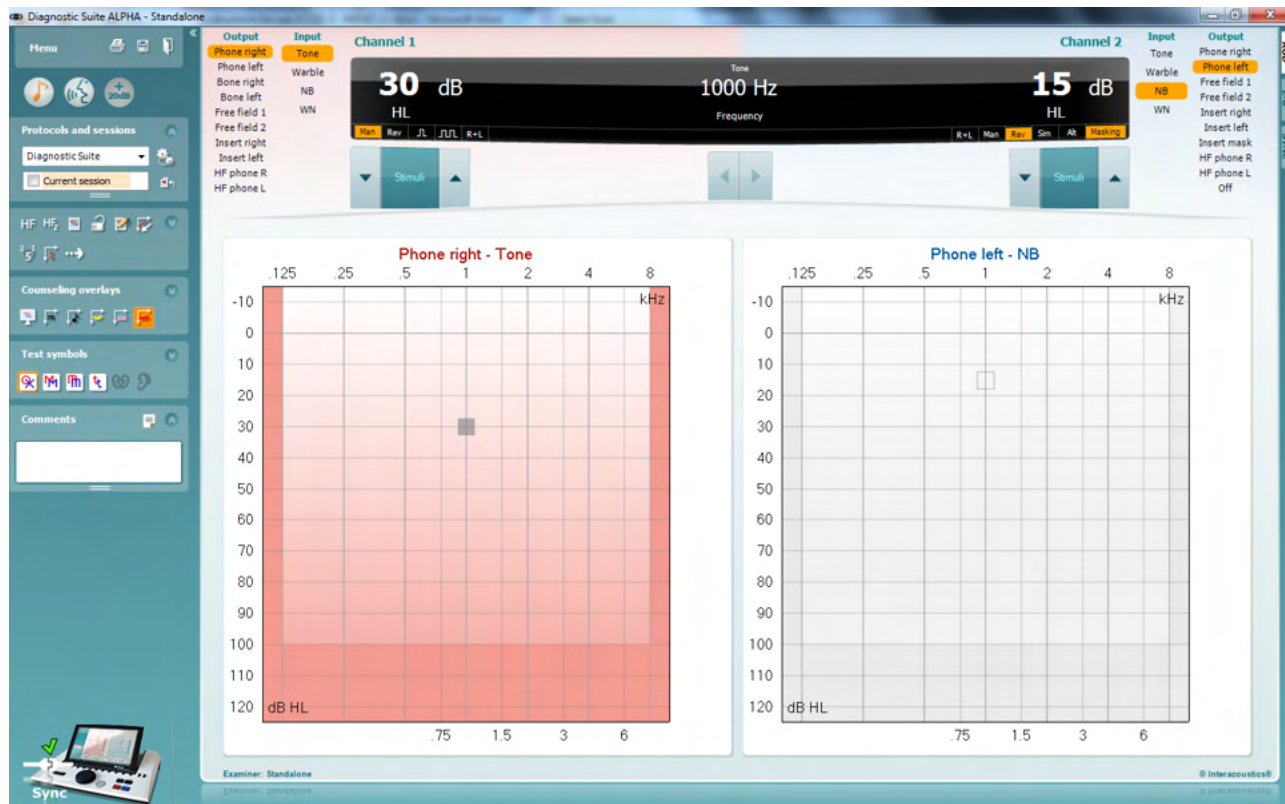 Diagnostic Suite ALPHA - Standalone
Menu
20dB
Protocols and sessions
Diagnostic Suite
Current session
HF HF2
Counseling overlays
Test symbols
Comments
Sync
Output
Phone right
Phone left
Bone right
Bone left
Free field 1
Free field 2
Insert right
Insert left
HF phone R
HF phone L
Input
Tone
Warble
NB
WN
Channel 1
30 dB
HL
Man Rev R+L
Tone
1000 Hz
Frequency
Channel 2
15 dB
HL
R+L Man Rev Sim Alt Masking
Stimuli
Stimuli
Input
Tone
Warble
NB
WN
Output
Phone right
Phone left
Free field 1
Free field 2
Insert right
Insert left
Insert mask
HF phone R
HF phone L
Off
Phone right - Tone
.125 .25 .5 1 2 4 8
kHz
-10
0
10
20
30
40
50
60
70
80
90
100
110
120
dB HL
.75 1.5 3 6
Phone left - NB
.125 .25 .5 1 2 4 8
kHz
-10
0
10
20
30
40
50
60
70
80
90
100
110
120
dB HL
.75 1.5 3 6
Examiner: Standalone
© Interacoustics®